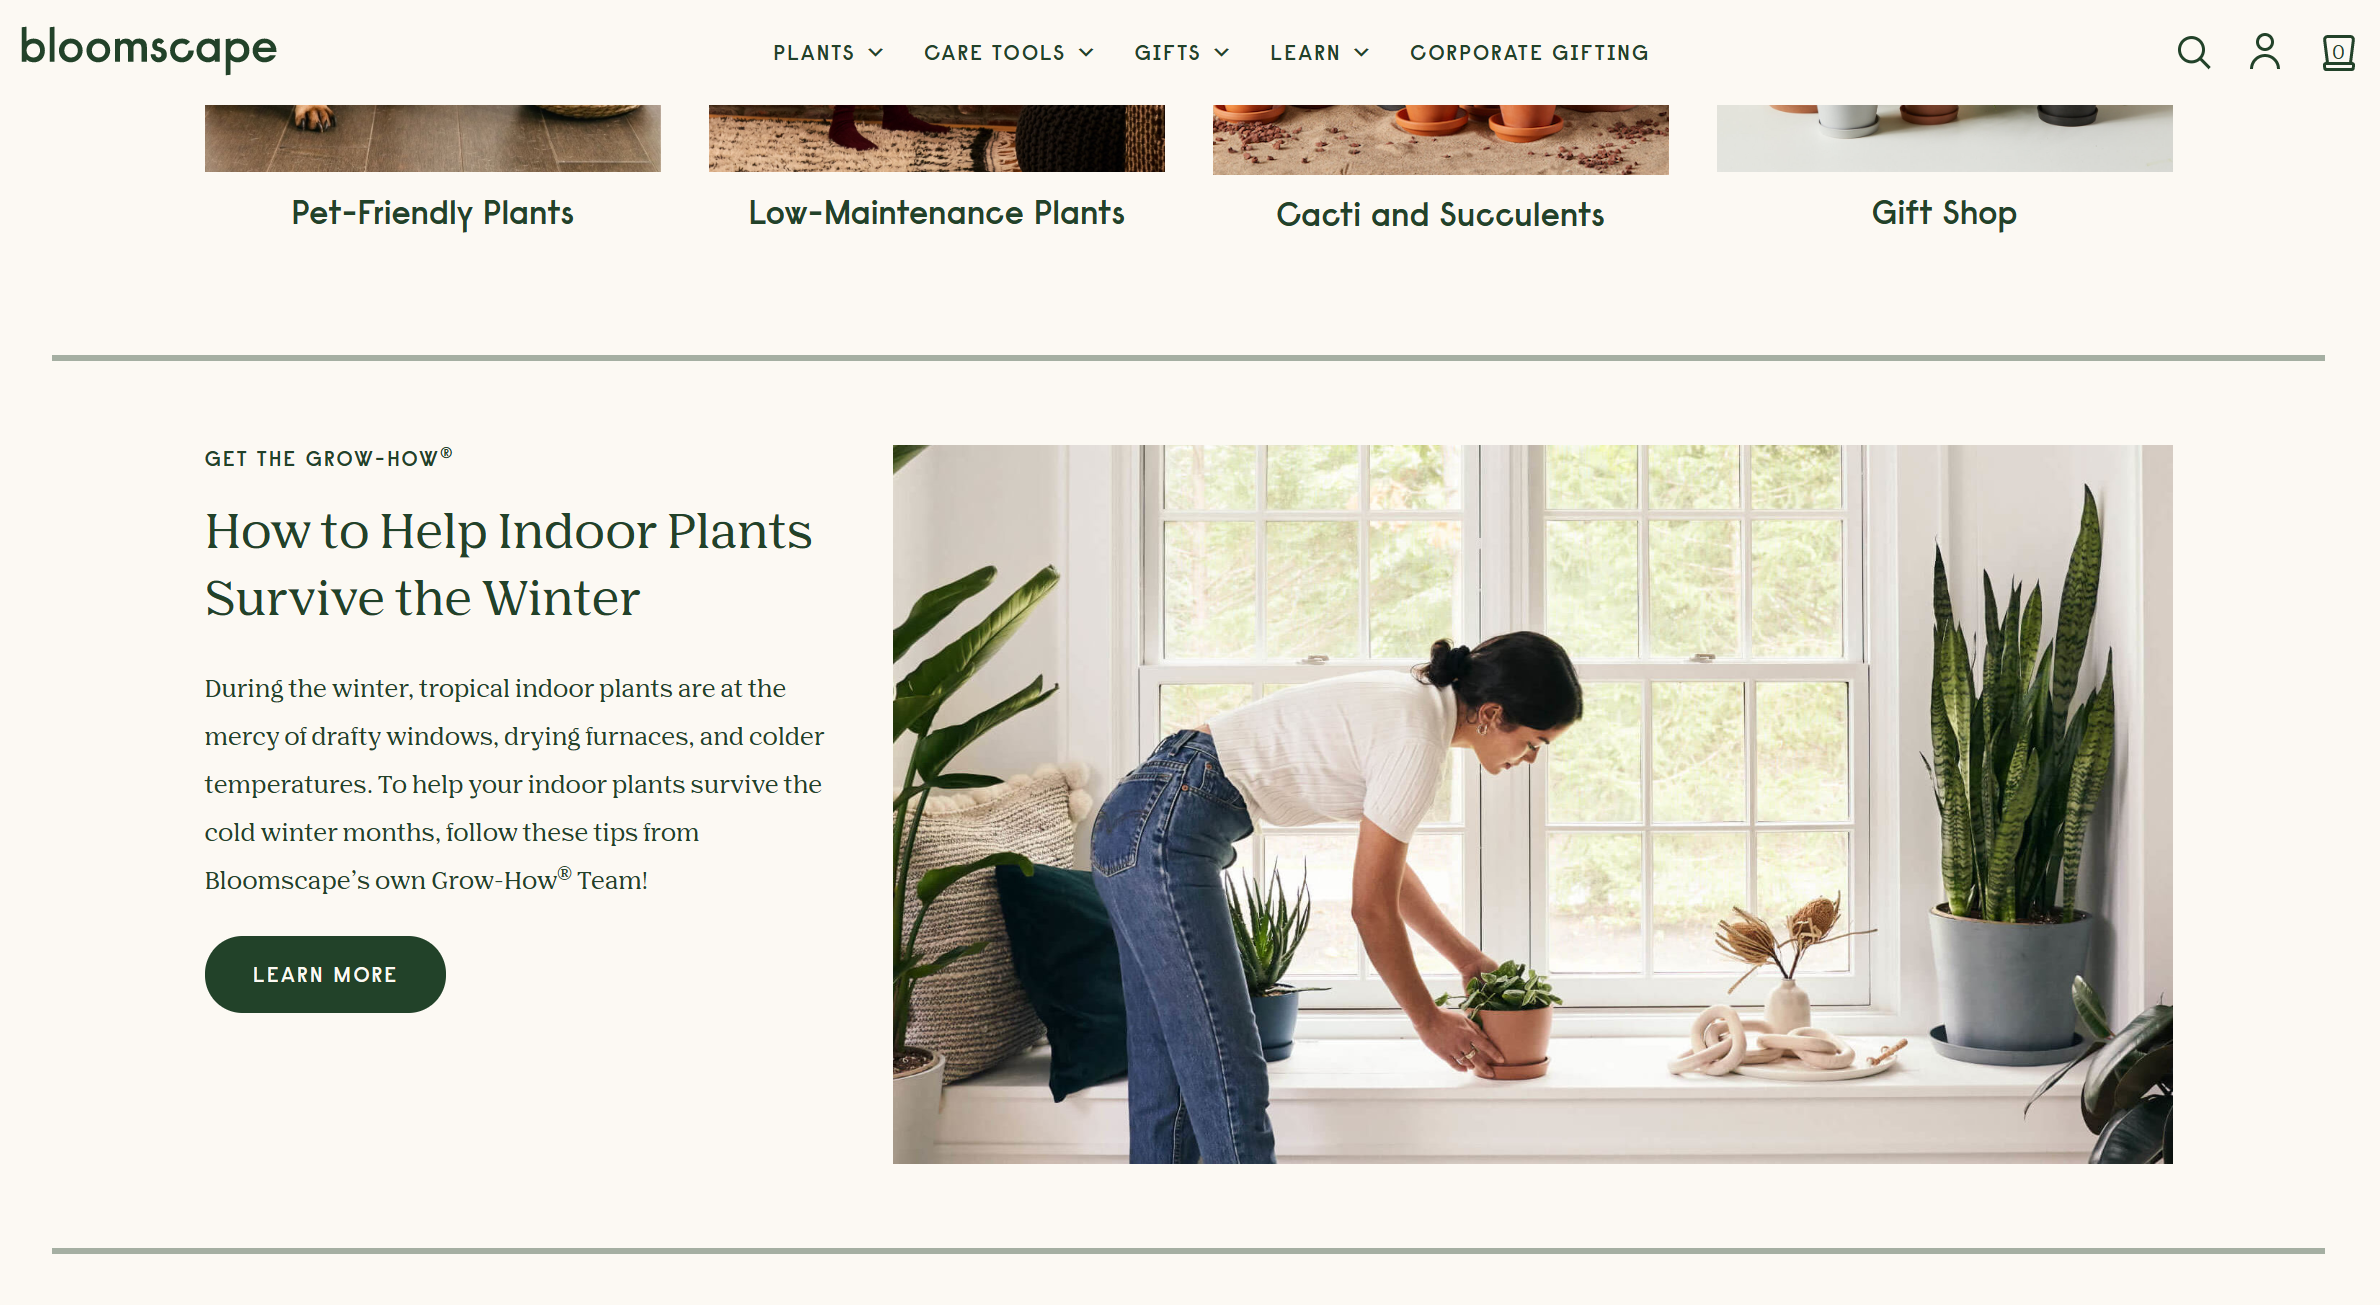 bloomscape
PLANTS
CARE TOOLS
GIFTS
LEARN
CORPORATE GIFTING
0
Pet-Friendly Plants
Low-Maintenance Plants
Cacti and Succulents
Gift Shop
GET THE GROW-HOW®
How to Help Indoor Plants
Survive the Winter
During the winter, tropical indoor plants are at the
mercy of drafty windows, drying furnaces, and colder
temperatures. To help your indoor plants survive the
cold winter months, follow these tips from
Bloomscape’s own Grow-How® Team!
LEARN MORE